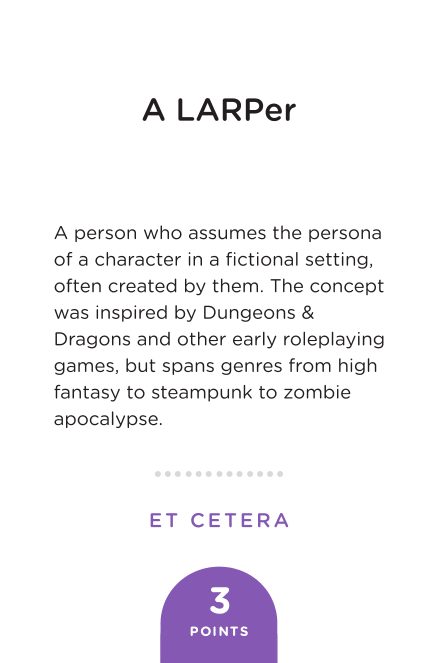 A LARPer
A person who assumes the persona
of a character in a fictional setting,
often created by them. The concept
was inspired by Dungeons &
Dragons and other early roleplaying
games, but spans genres from high
fantasy to steampunk to zombie
apocalypse.
ET CETERA
3
POINTS